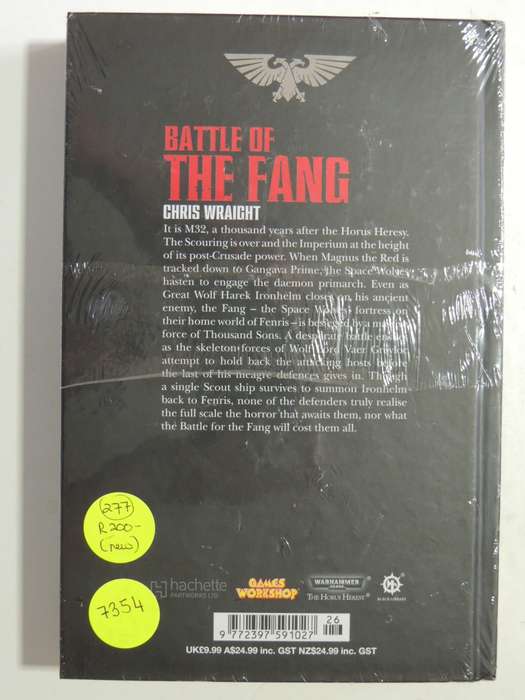 BATTLE OF
THE FANG
CHRIS WRAIGHT
It is M32, a thousand years after the Horus Heresy.
The Scouring is over and the Imperium at the height
of its post-Crusade power. When Magnus the Red is
tracked down to Gangava Prime, the Space Wolves
hasten to engage the daemon primarch. Even as
Great Wolf Harek Ironhelm closes on his ancient
enemy, the Fang – the Space Wolves' fortress on
their home world of Fenris – is besieged by a
force of Thousand Sons. A desperate battle
as the skeleton forces of Wolf Lord Vaer Greyloc
attempt to hold back the attacking hosts before
the last of his meagre defences gives in. Though
a single Scout ship survives to summon Ironhelm
back to Fenris, none of the defenders truly realise
the full scale the horror that awaits them, nor what
the Battle for the Fang will cost them all.
277
R200-
(new)
7354
hachette
PARTWORKS LTD
GAMES
WORKSHOP
WARHAMMER
THE HORUS HERESY
BLACK LIBRARY
26
9 772397 591027
UK£9.99 A$24.99 inc. GST NZ$24.99 inc. GST